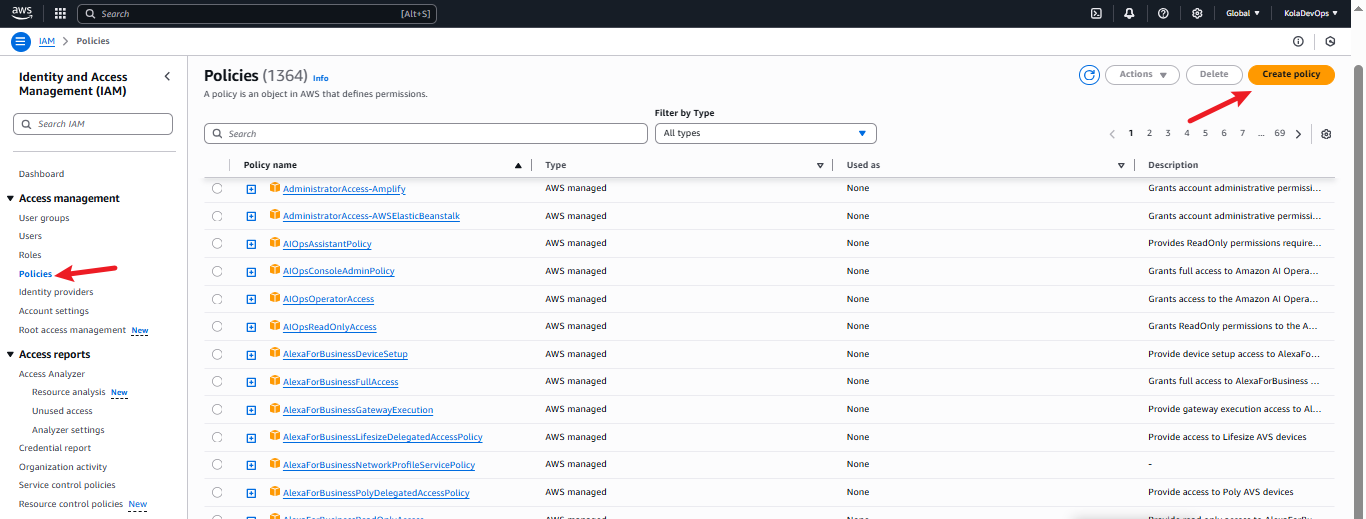 aws Search [Alt+S] Global KolaDevOps
IAM > Policies
Identity and Access Management (IAM)
Search IAM
Dashboard
Access management
User groups
Users
Roles
Policies
Identity providers
Account settings
Root access management New
Access reports
Access Analyzer
Resource analysis New
Unused access
Analyzer settings
Credential report
Organization activity
Service control policies
Resource control policies New
Policies (1364) Info
Actions Delete Create policy
A policy is an object in AWS that defines permissions.
Filter by Type
Search All types 1 2 3 4 5 6 7 ... 69
Policy name Type Used as Description
AdministratorAccess-Amplify AWS managed None Grants account administrative permissi...
AdministratorAccess-AWSElasticBeanstalk AWS managed None Grants account administrative permissi...
AIOpsAssistantPolicy AWS managed None Provides ReadOnly permissions require...
AIOpsConsoleAdminPolicy AWS managed None Grants full access to Amazon AI Opera...
AIOpsOperatorAccess AWS managed None Grants access to the Amazon AI Opera...
AIOpsReadOnlyAccess AWS managed None Grants ReadOnly permissions to the A...
AlexaForBusinessDeviceSetup AWS managed None Provide device setup access to AlexaFo...
AlexaForBusinessFullAccess AWS managed None Grants full access to AlexaForBusiness ...
AlexaForBusinessGatewayExecution AWS managed None Provide gateway execution access to Al...
AlexaForBusinessLifesizeDelegatedAccessPolicy AWS managed None Provide access to Lifesize AVS devices
AlexaForBusinessNetworkProfileServicePolicy AWS managed None -
AlexaForBusinessPolyDelegatedAccessPolicy AWS managed None Provide access to Poly AVS devices